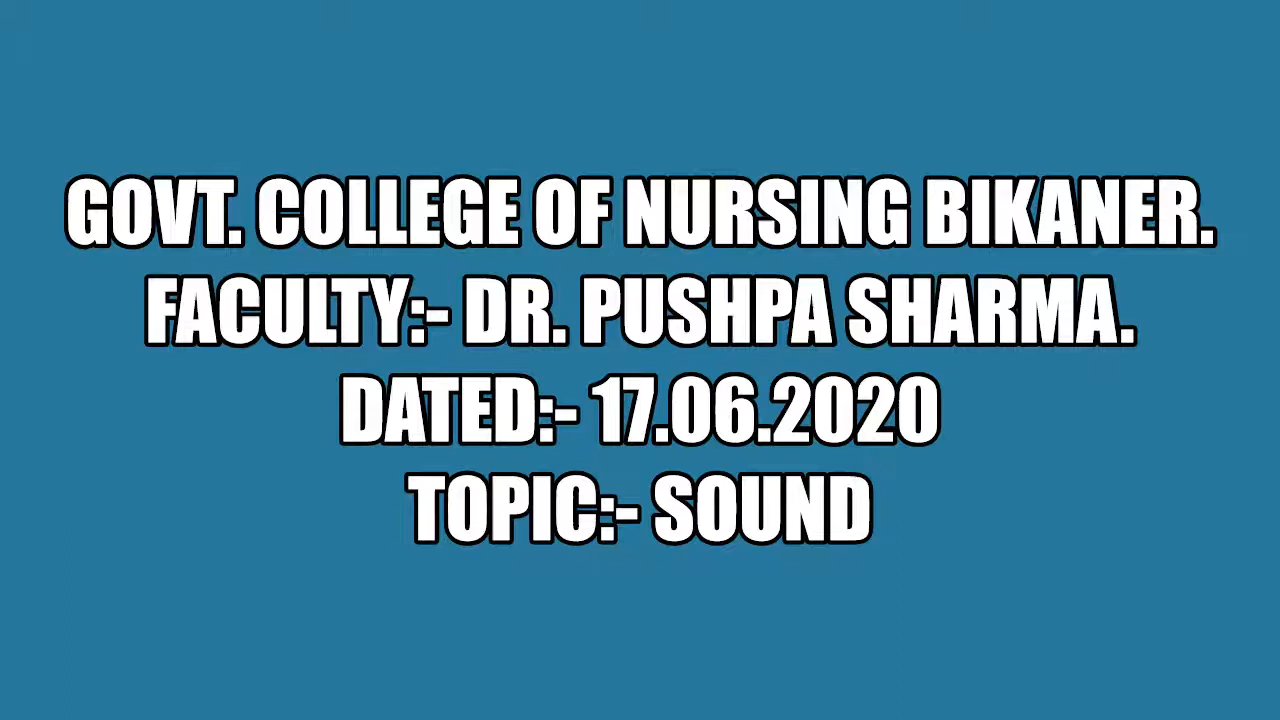 GOVT. COLLEGE OF NURSING BIKANER.
FACULTY:- DR. PUSHPA SHARMA.
DATED:- 17.06.2020
TOPIC:- SOUND